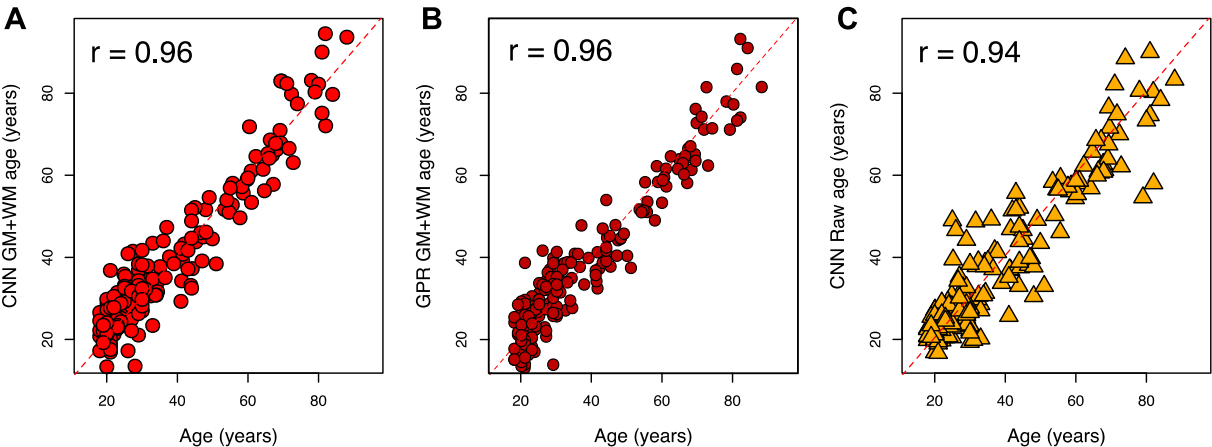 A
r = 0.96
CNN GM+WM age (years)
80
60
40
20
20 40 60 80
Age (years)
B
r = 0.96
GPR GM+WM age (years)
80
60
40
20
20 40 60 80
Age (years)
C
r = 0.94
CNN Raw age (years)
80
60
40
20
20 40 60 80
Age (years)